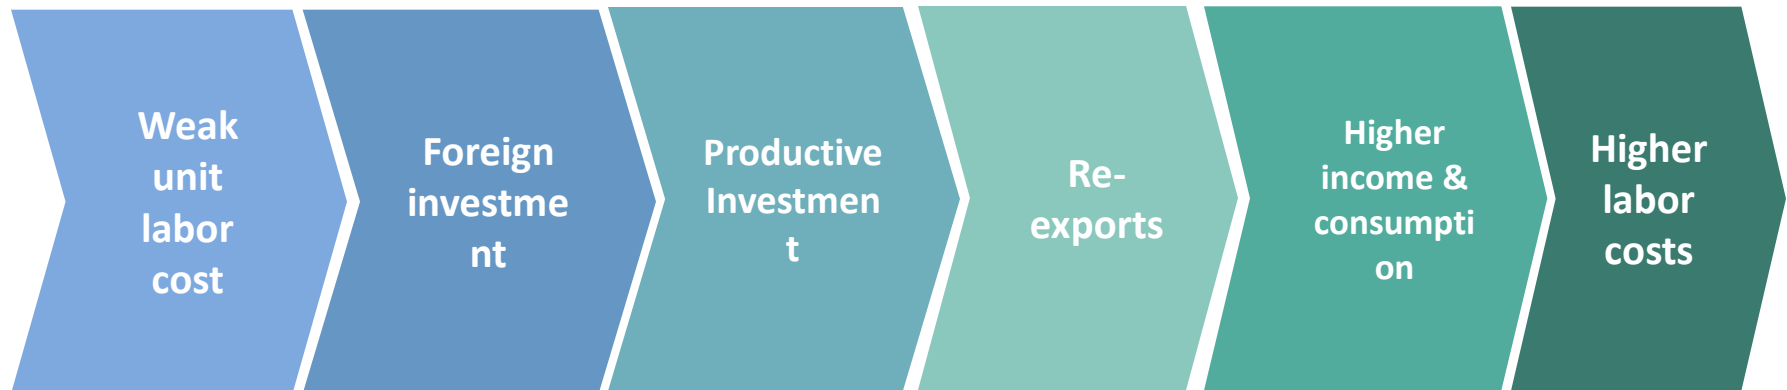 Weak
unit
labor
cost
Foreign
investme
nt
Productive
Investmen
t
Re-
exports
Higher
income &
consumpti
on
Higher
labor
costs